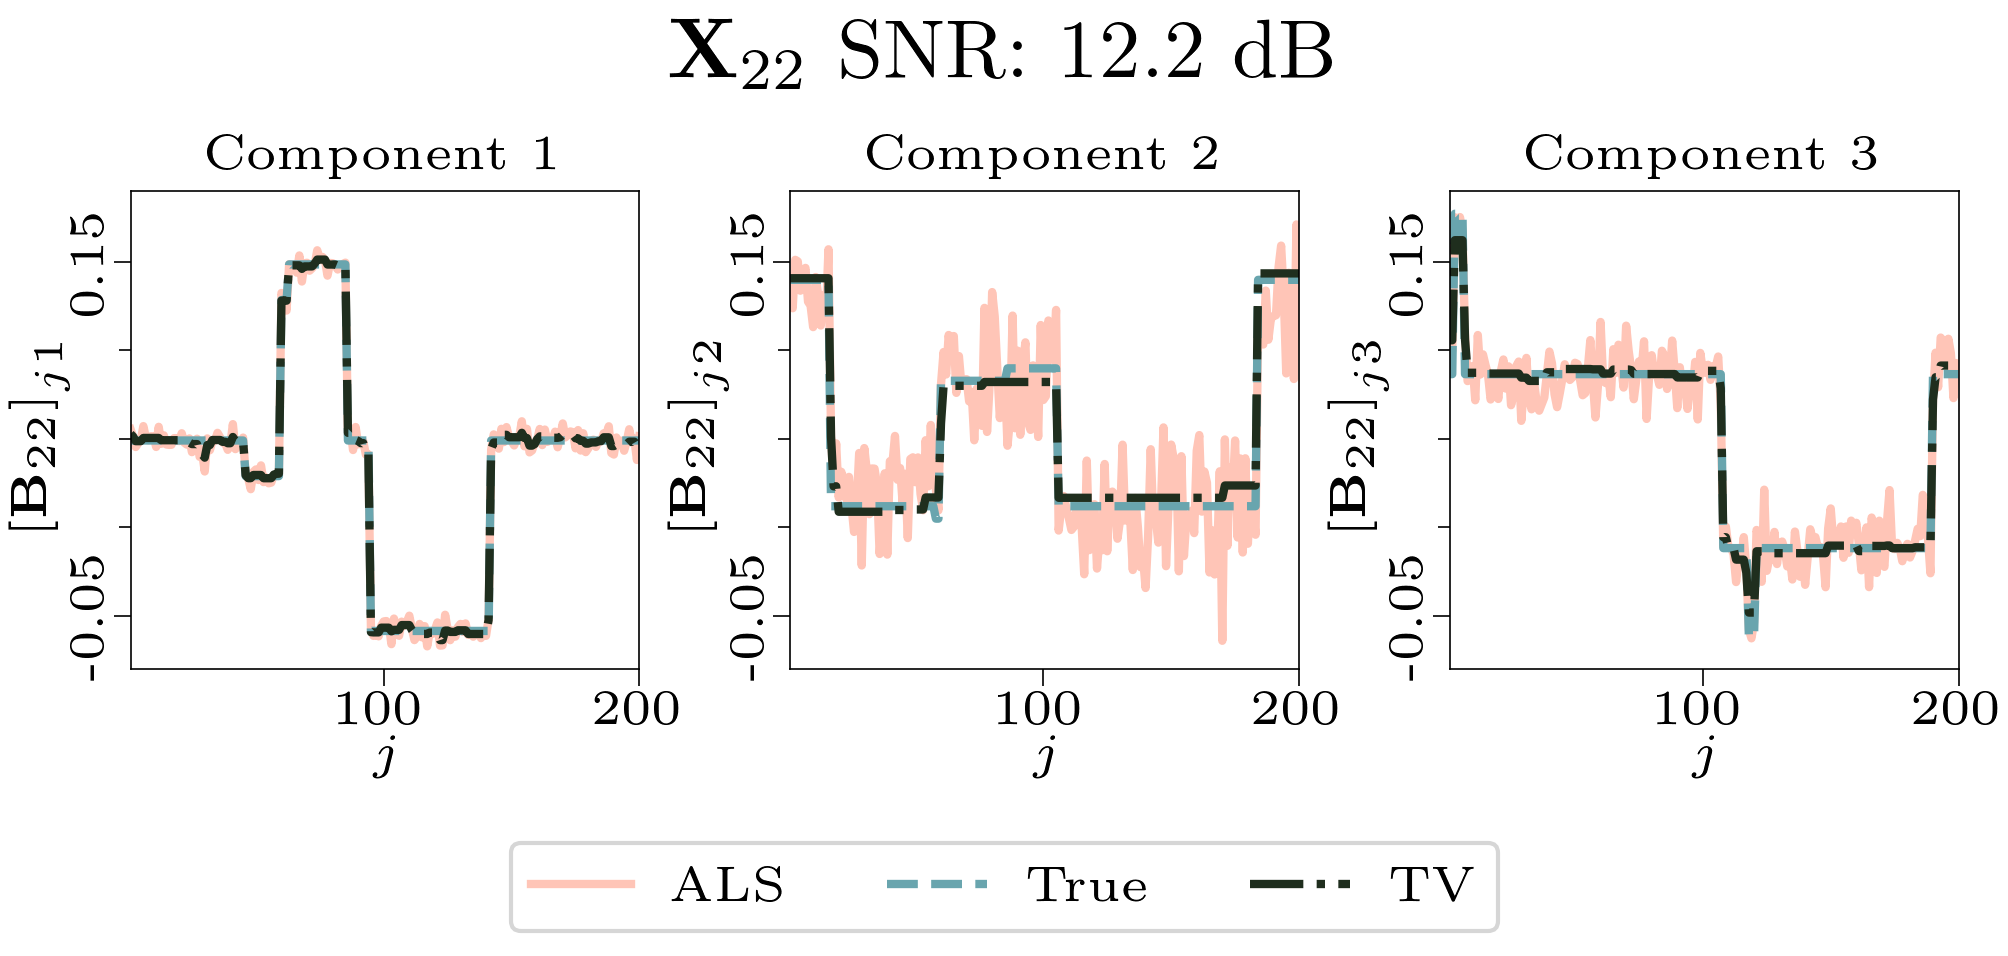 X₂₂ SNR: 12.2 dB
Component 1
Component 2
Component 3
[B₂₂]ⱼ₁
0.15
-0.05
100
200
j
[B₂₂]ⱼ₂
0.15
-0.05
100
200
j
[B₂₂]ⱼ₃
0.15
-0.05
100
200
j
ALS True TV